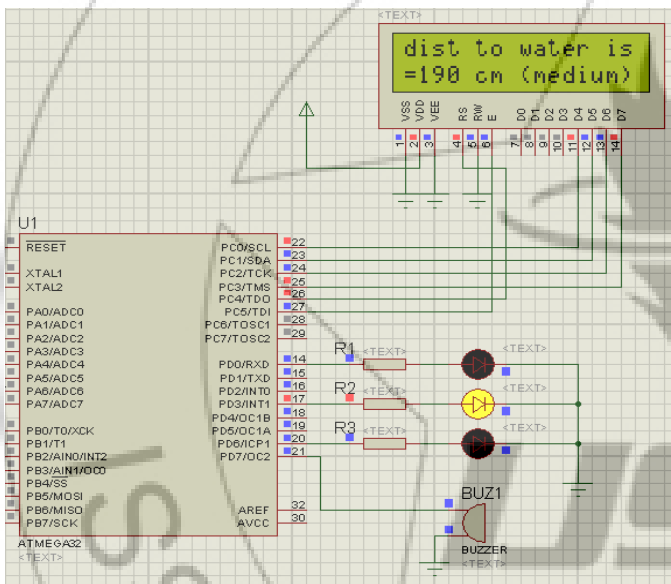 <TEXT>
dist to water is
=190 cm (medium)
VSS
VDD
VEE
RS
RW
E
D0
D1
D2
D3
D4
D5
D6
D7
1
2
3
4
5
6
7
8
9
10
11
12
13
14
U1
RESET
XTAL1
XTAL2
PA0/ADC0
PA1/ADC1
PA2/ADC2
PA3/ADC3
PA4/ADC4
PA5/ADC5
PA6/ADC6
PA7/ADC7
PB0/T0/XCK
PB1/T1
PB2/AIN0/INT2
PB3/AIN1/OC0
PB4/SS
PB5/MOSI
PB6/MISO
PB7/SCK
PC0/SCL
PC1/SDA
PC2/TCK
PC3/TMS
PC4/TDO
PC5/TDI
PC6/TOSC1
PC7/TOSC2
PD0/RXD
PD1/TXD
PD2/INT0
PD3/INT1
PD4/OC1B
PD5/OC1A
PD6/ICP1
PD7/OC2
AREF
AVCC
22
23
24
25
26
27
28
29
14
15
16
17
18
19
20
21
32
30
ATMEGA32
<TEXT>
R1
<TEXT>
<TEXT>
R2
<TEXT>
<TEXT>
R3
<TEXT>
<TEXT>
BUZ1
BUZZER
<TEXT>